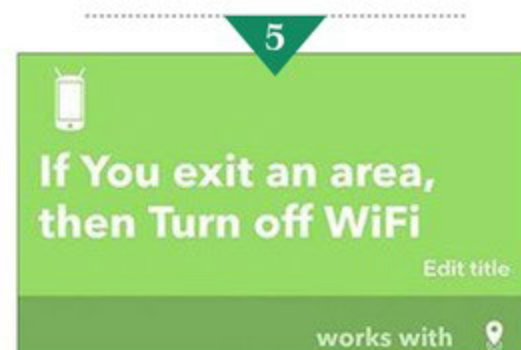 5
If You exit an area,
then Turn off WiFi
Edit title
works with